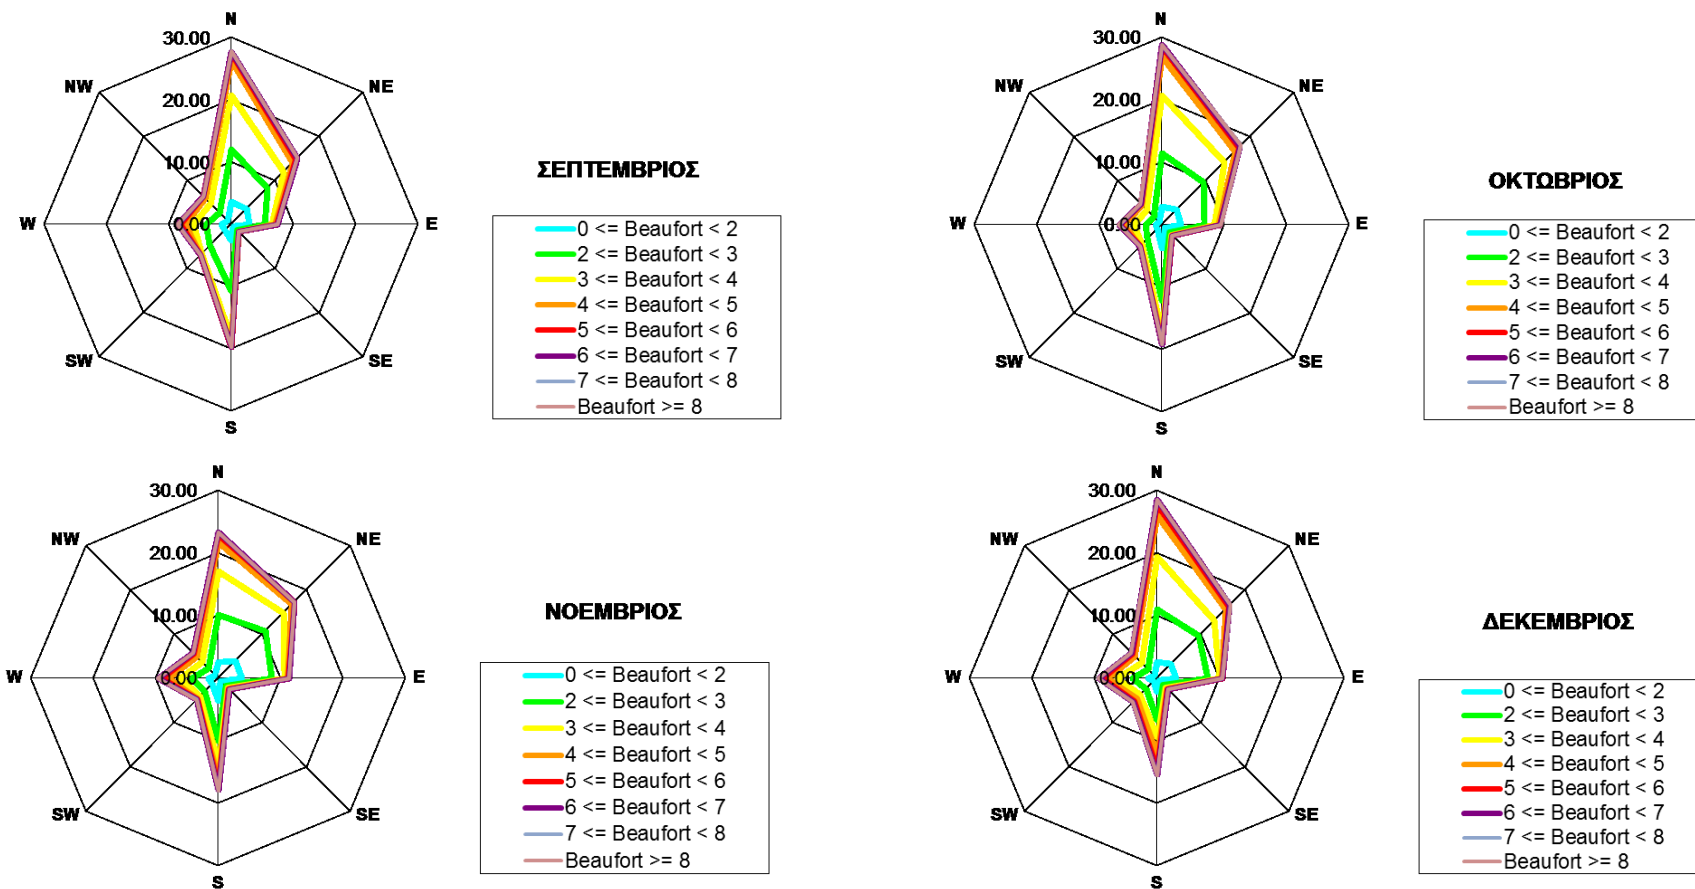 N
30.00
NW
NE
20.00
10.00
W
0.00
E
SW
SE
S
ΣΕΠΤΕΜΒΡΙΟΣ
0 <= Beaufort < 2
2 <= Beaufort < 3
3 <= Beaufort < 4
4 <= Beaufort < 5
5 <= Beaufort < 6
6 <= Beaufort < 7
7 <= Beaufort < 8
Beaufort >= 8
N
30.00
NW
NE
20.00
10.00
W
0.00
E
SW
SE
S
ΟΚΤΩΒΡΙΟΣ
0 <= Beaufort < 2
2 <= Beaufort < 3
3 <= Beaufort < 4
4 <= Beaufort < 5
5 <= Beaufort < 6
6 <= Beaufort < 7
7 <= Beaufort < 8
Beaufort >= 8
N
30.00
NW
NE
20.00
10.00
W
0.00
E
SW
SE
S
ΝΟΕΜΒΡΙΟΣ
0 <= Beaufort < 2
2 <= Beaufort < 3
3 <= Beaufort < 4
4 <= Beaufort < 5
5 <= Beaufort < 6
6 <= Beaufort < 7
7 <= Beaufort < 8
Beaufort >= 8
N
30.00
NW
NE
20.00
10.00
W
0.00
E
SW
SE
S
ΔΕΚΕΜΒΡΙΟΣ
0 <= Beaufort < 2
2 <= Beaufort < 3
3 <= Beaufort < 4
4 <= Beaufort < 5
5 <= Beaufort < 6
6 <= Beaufort < 7
7 <= Beaufort < 8
Beaufort >= 8